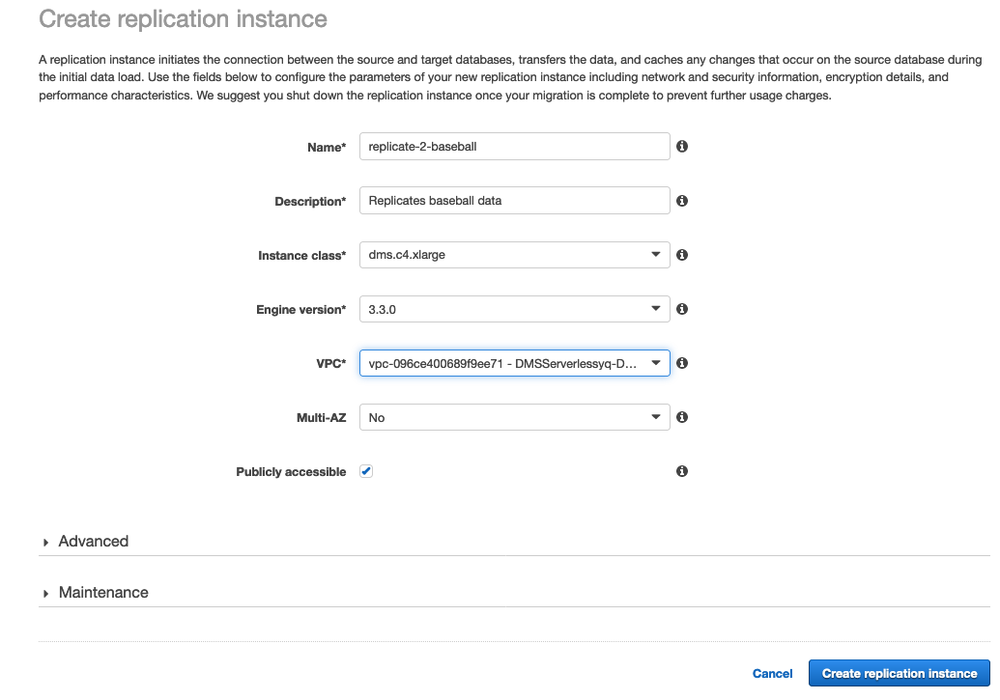 Create replication instance
A replication instance initiates the connection between the source and target databases, transfers the data, and caches any changes that occur on the source database during
the initial data load. Use the fields below to configure the parameters of your new replication instance including network and security information, encryption details, and
performance characteristics. We suggest you shut down the replication instance once your migration is complete to prevent further usage charges.
Name* replicate-2-baseball
Description* Replicates baseball data
Instance class* dms.c4.xlarge
Engine version* 3.3.0
VPC* vpc-096ce400689f9ee71 - DMSServerlessyq-D...
Multi-AZ No
Publicly accessible
Advanced
Maintenance
Cancel Create replication instance